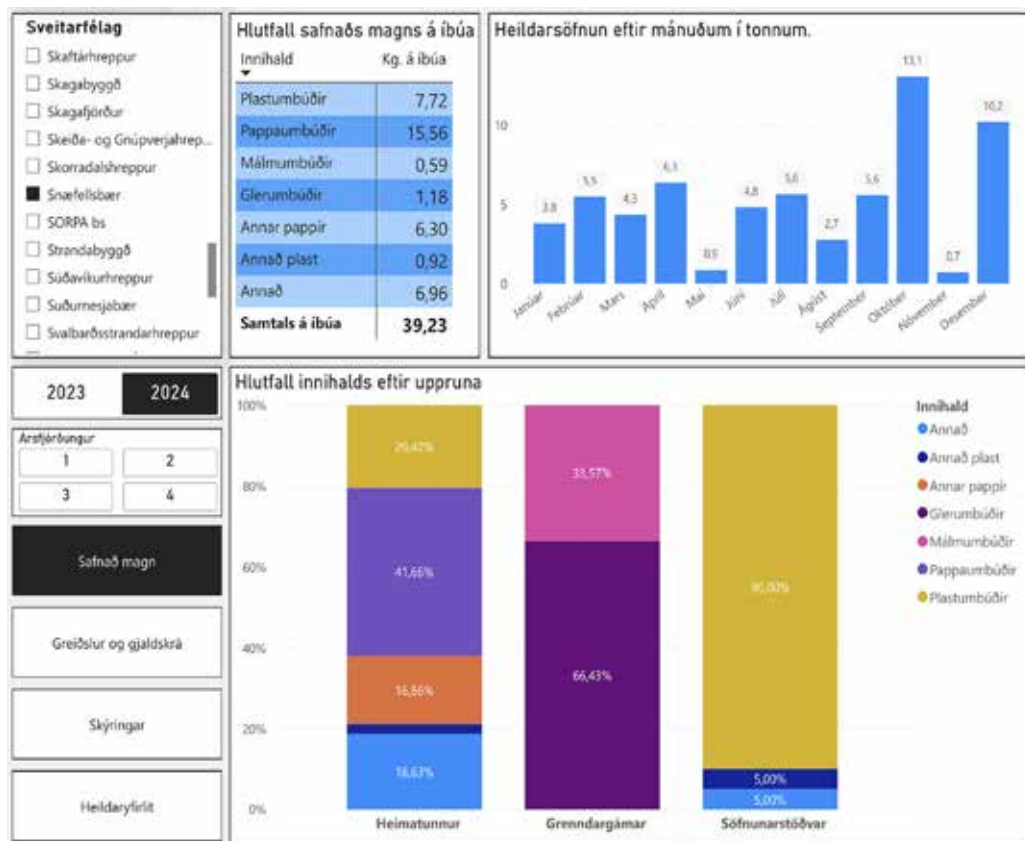 Sveitarfélag
Skaftárhreppur
Skagabyggð
Skagafjörður
Skeiða- og Gnúpverjahrep...
Skorradalshreppur
Snæfellsbær
SORPA bs
Strandabyggð
Súðavíkurhreppur
Suðurnesjabær
Svalbarðsstrandarhreppur
Hlutfall safnaðs magns á íbúa
Innihald Kg. á íbúa
Plastumbúðir 7,72
Pappaumbúðir 15,56
Málmumbúðir 0,59
Glerumbúðir 1,18
Annar pappír 6,30
Annað plast 0,92
Annað 6,96
Samtals á íbúa 39,23
Heildarsöfnun eftir mánuðum í tonnum.
10
5
0
3,8
5,5
4,3
6,3
4,8
5,6
2,7
5,6
13,1
0,7
10,2
Janúar
Febrúar
Mars
Apríl
Maí
Júní
Júlí
Ágúst
September
Október
Nóvember
Desember
2023 2024
Ársfjórðungur
1 2
3 4
Safnað magn
Greiðslur og gjaldskrá
Skýringar
Heildaryfirlit
Hlutfall innihalds eftir uppruna
100%
80%
60%
40%
20%
0%
20,42%
41,66%
16,86%
18,63%
33,57%
66,43%
90,00%
5,00%
5,00%
Heimatunnur Grenndargámar Söfnunarstöðvar
Innihald
Annað
Annað plast
Annar pappír
Glerumbúðir
Málmumbúðir
Pappaumbúðir
Plastumbúðir